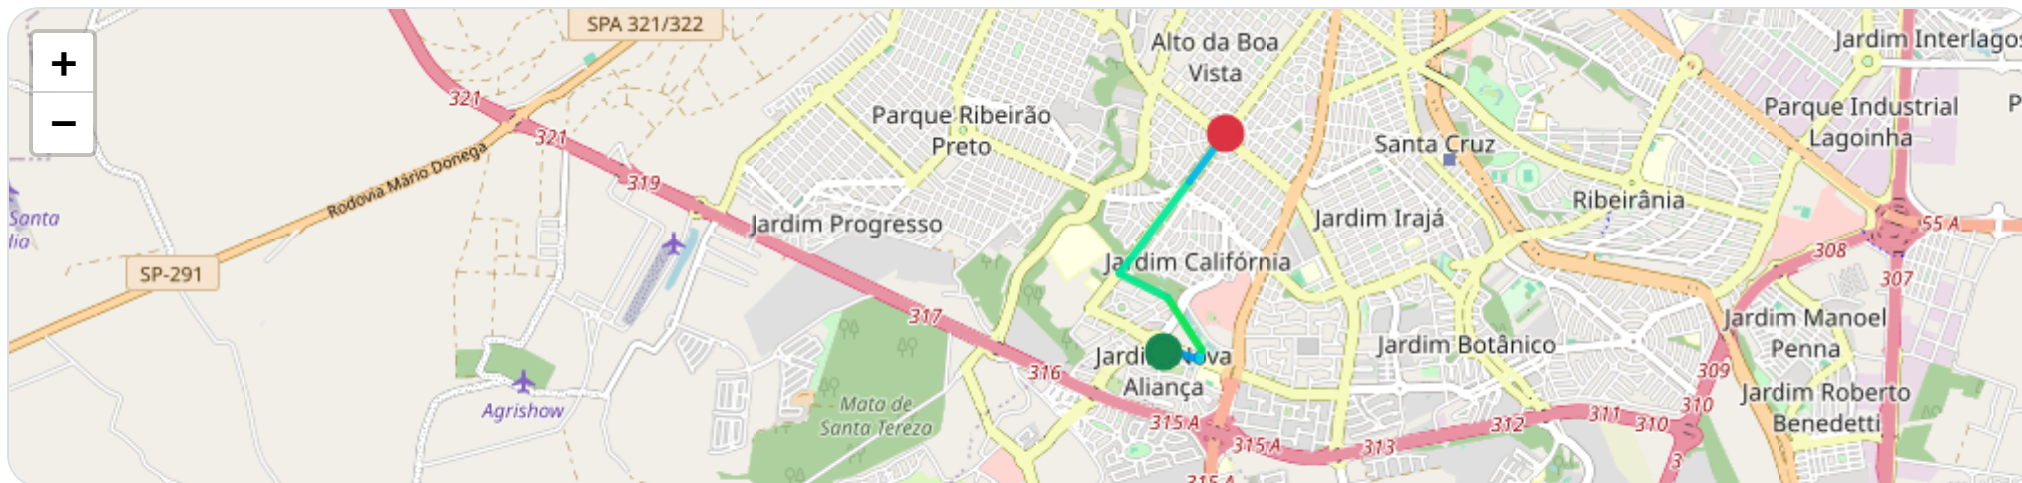 +
−
SPA 321/322
Alto da Boa
Vista
Jardim Interlagos
321
Parque Ribeirão
Preto
Parque Industrial
Lagoinha
321
Santa Cruz
Rodovia Mário Donega
319
Ribeirânia
Santa
lia
Jardim Progresso
Jardim Irajá
55 A
308
SP-291
Jardim Califórnia
307
317
Jardim Manoel
Penna
Jardim Botânico
Aliança
316
309
Agrishow
Mata de
Santa Tereza
Jardim Roberto
Benedetti
315 A
312
311
310
310
315 A
313
3
315 A